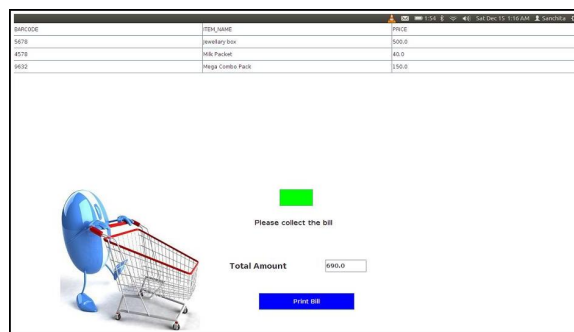 1:54 Sat Dec 15 1:16 AM Sanchita
BARCODE ITEM_NAME PRICE
5678 Jewellary box 500.0
4578 Milk Packet 40.0
9632 Mega Combo Pack 150.0
Please collect the bill
Total Amount 690.0
Print Bill